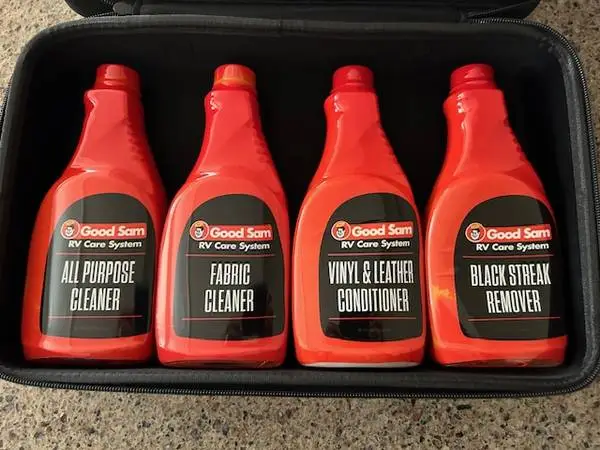 Good Sam
RV Care System
ALL PURPOSE
CLEANER
Good Sam
RV Care System
FABRIC
CLEANER
Good Sam
RV Care System
VINYL & LEATHER
CONDITIONER
Good Sam
RV Care System
BLACK STREAK
REMOVER